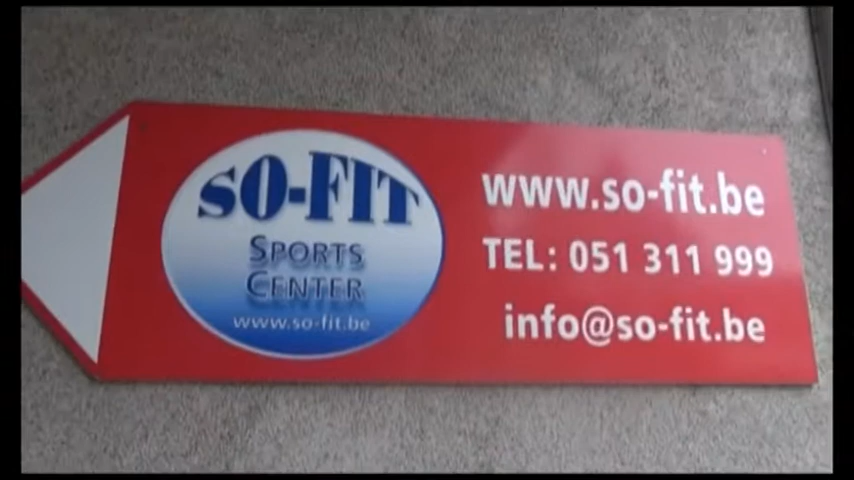 SO-FIT
SPORTS
CENTER
www.so-fit.be
www.so-fit.be
TEL: 051 311 999
info@so-fit.be